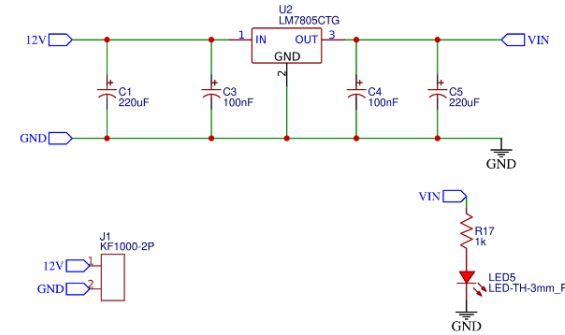 U2
LM7805CTG
12V
1
IN
OUT
3
VIN
GND
2
C1
220uF
C3
100nF
C4
100nF
C5
220uF
GND
GND
VIN
R17
1k
J1
KF1000-2P
12V
1
GND
2
LED5
LED-TH-3mm_F
GND